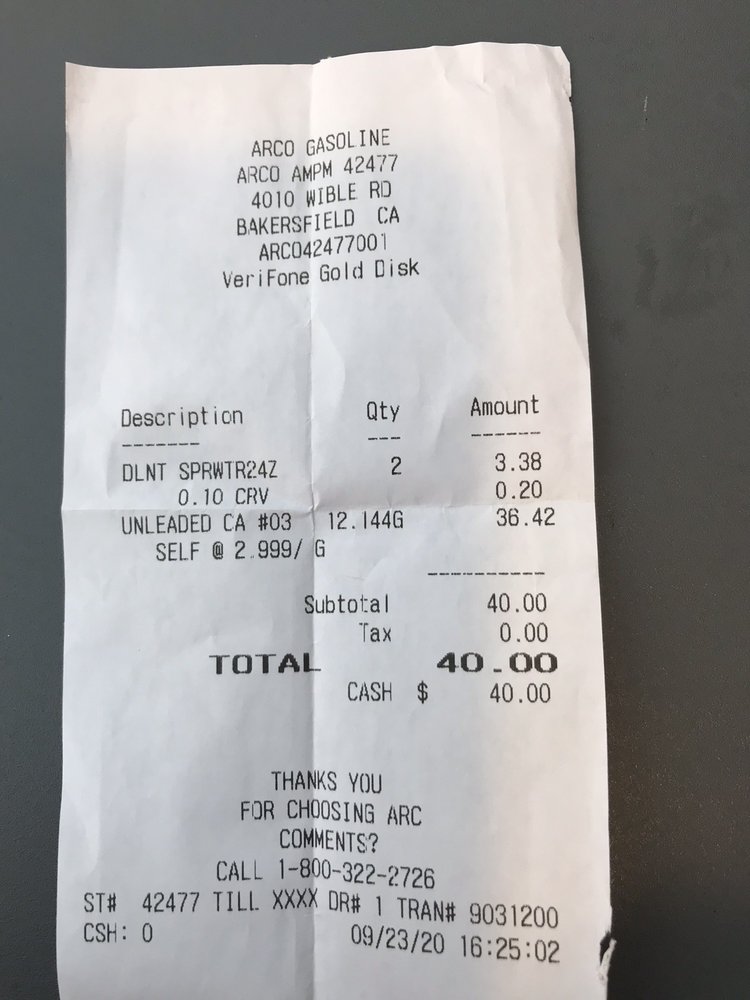 ARCO GASOLINE
ARCO AMPM 42477
4010 WIBLE RD
BAKERSFIELD CA
ARCO42477001
VeriFone Gold Disk
Description Qty Amount
DLNT SPRWTR24Z 2 3.38
0.10 CRV 0.20
UNLEADED CA #03 12.144G 36.42
SELF @ 2.999/ G
Subtotal 40.00
Tax 0.00
TOTAL 40.00
CASH $ 40.00
THANKS YOU
FOR CHOOSING ARC
COMMENTS?
CALL 1-800-322-2726
ST# 42477 TILL XXXX DR# 1 TRAN# 9031200
CSH: 0 09/23/20 16:25:02